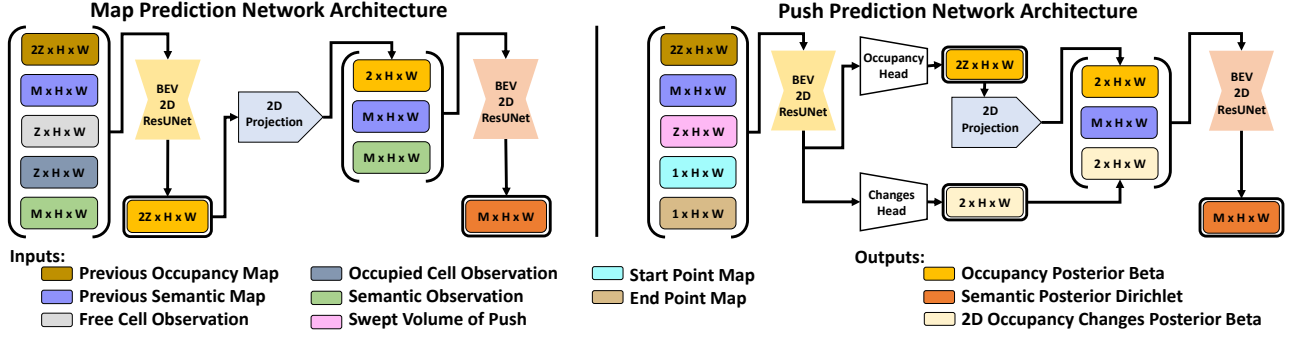 Map Prediction Network Architecture
2Z x H x W
M x H x W
Z x H x W
Z x H x W
M x H x W
BEV
2D
ResUNet
2Z x H x W
2D
Projection
2 x H x W
M x H x W
M x H x W
BEV
2D
ResUNet
M x H x W
Push Prediction Network Architecture
2Z x H x W
M x H x W
Z x H x W
1 x H x W
1 x H x W
BEV
2D
ResUNet
Occupancy
Head
2Z x H x W
2D
Projection
Changes
Head
2 x H x W
2 x H x W
M x H x W
2 x H x W
BEV
2D
ResUNet
M x H x W
Inputs:
Previous Occupancy Map
Previous Semantic Map
Free Cell Observation
Occupied Cell Observation
Semantic Observation
Swept Volume of Push
Start Point Map
End Point Map
Outputs:
Occupancy Posterior Beta
Semantic Posterior Dirichlet
2D Occupancy Changes Posterior Beta